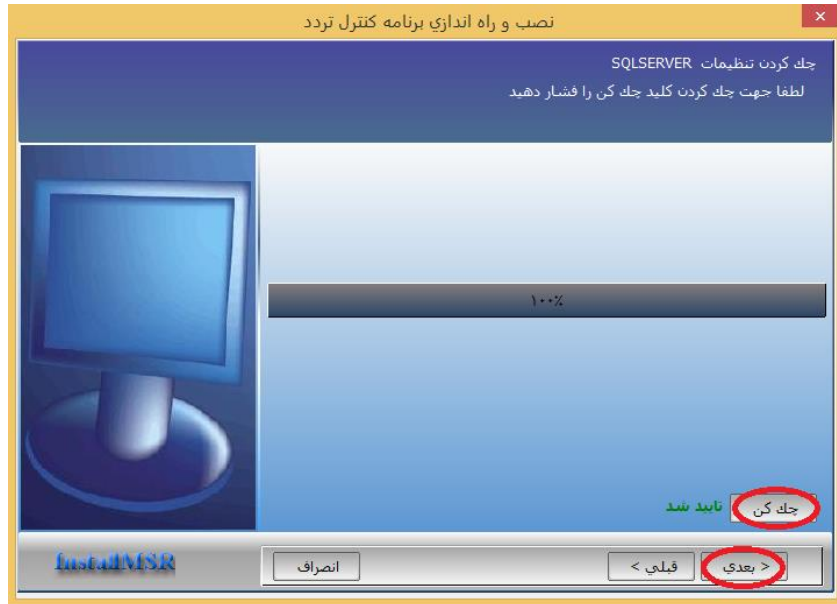 نصب و راه اندازي برنامه كنترل تردد
چك كردن تنظيمات SQLSERVER
لطفا جهت چك كردن كليد چك كن را فشار دهيد
۱۰۰٪
چك كن تاييد شد
< بعدي
قبلي >
انصراف
InstallMSR